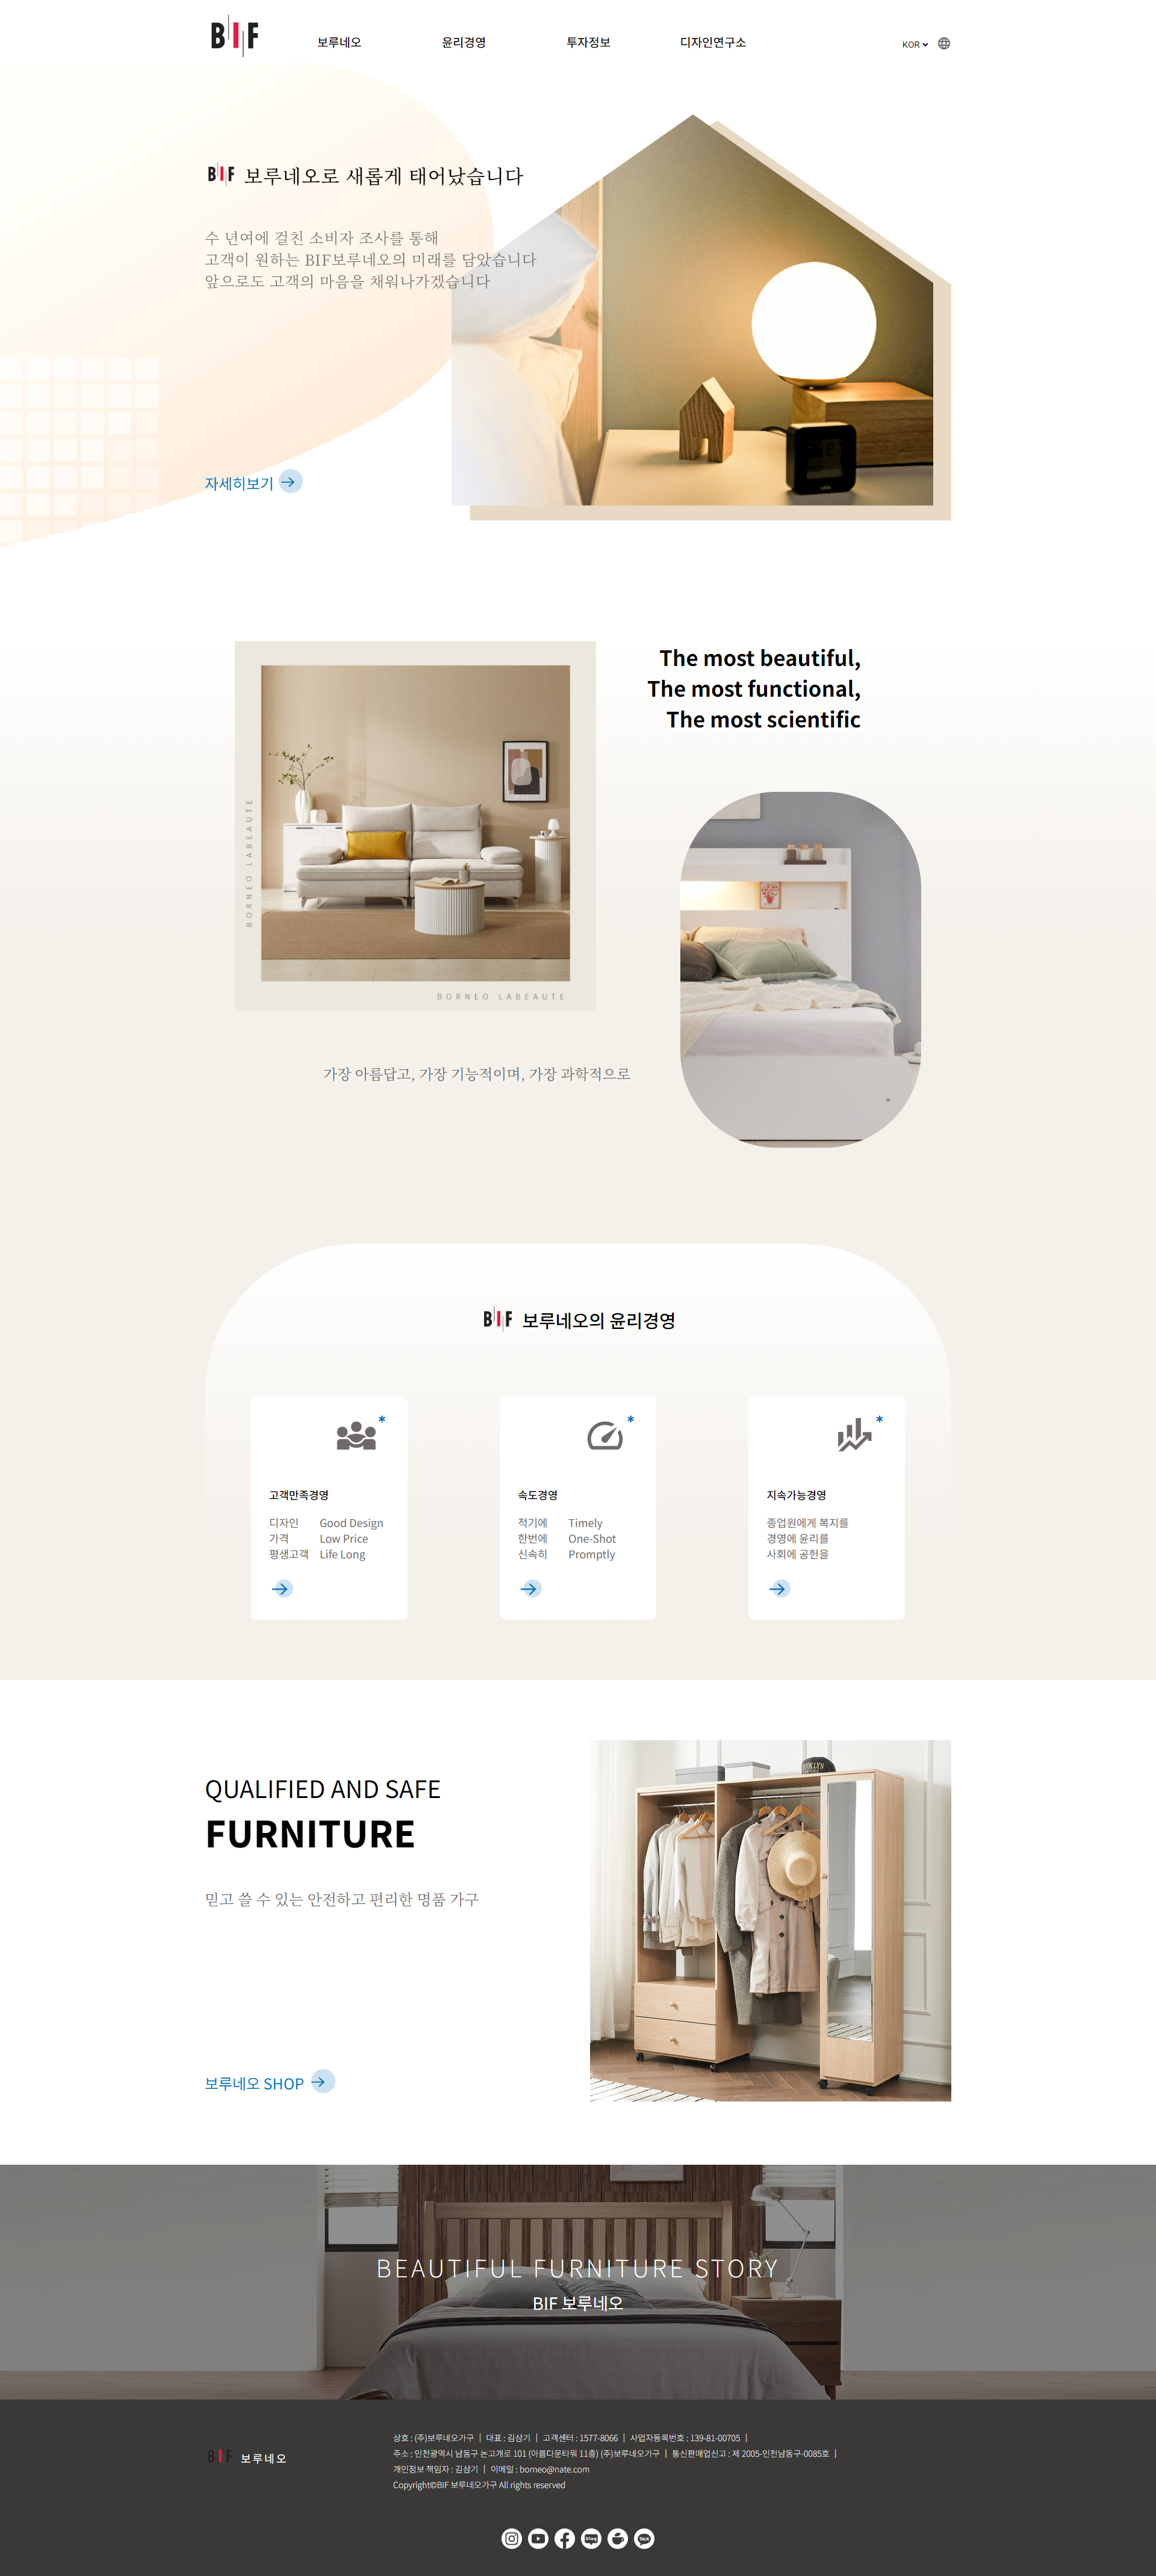 BIF
보루네오
윤리경영
투자정보
디자인연구소
KOR
BIF 보루네오로 새롭게 태어났습니다
수 년여에 걸친 소비자 조사를 통해
고객이 원하는 BIF보루네오의 미래를 담았습니다
앞으로도 고객의 마음을 채워나가겠습니다
자세히보기
The most beautiful,
The most functional,
The most scientific
BORNEO LABEAUTE
BORNEO LABEAUTE
가장 아름답고, 가장 기능적이며, 가장 과학적으로
BIF 보루네오의 윤리경영
*
고객만족경영
디자인 Good Design
가격 Low Price
평생고객 Life Long
*
속도경영
적기에 Timely
한번에 One-Shot
신속히 Promptly
*
지속가능경영
종업원에게 복지를
경영에 윤리를
사회에 공헌을
QUALIFIED AND SAFE
FURNITURE
믿고 쓸 수 있는 안전하고 편리한 명품 가구
보루네오 SHOP
BROOKLYN
BEAUTIFUL FURNITURE STORY
BIF 보루네오
BIF 보루네오
상호 : (주)보루네오가구 | 대표 : 김삼기 | 고객센터 : 1577-8066 | 사업자등록번호 : 139-81-00705 |
주소 : 인천광역시 남동구 논고개로 101 (아름다운타워 11층) (주)보루네오가구 | 통신판매업신고 : 제 2005-인천남동구-0085호 |
개인정보 책임자 : 김삼기 | 이메일 : borneo@nate.com
Copyright©BIF 보루네오가구 All rights reserved
blog
TALK